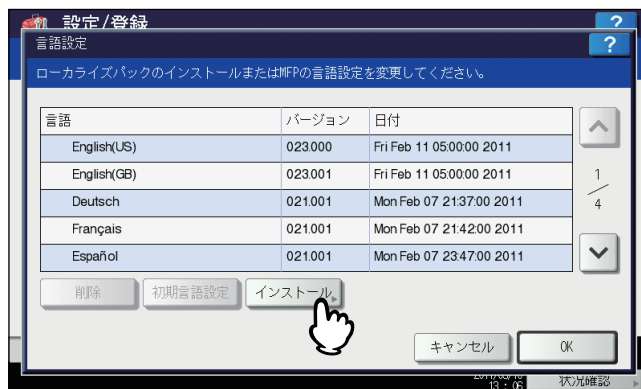 設定/登録
?
言語設定
?
ローカライズパックのインストールまたはMFPの言語設定を変更してください。
言語 バージョン 日付
English(US) 023.000 Fri Feb 11 05:00:00 2011
English(GB) 023.001 Fri Feb 11 05:00:00 2011
Deutsch 021.001 Mon Feb 07 21:37:00 2011
Français 021.001 Mon Feb 07 21:42:00 2011
Español 021.001 Mon Feb 07 23:47:00 2011
1
4
削除 初期言語設定 インストール
キャンセル OK
13 : 06 状況確認